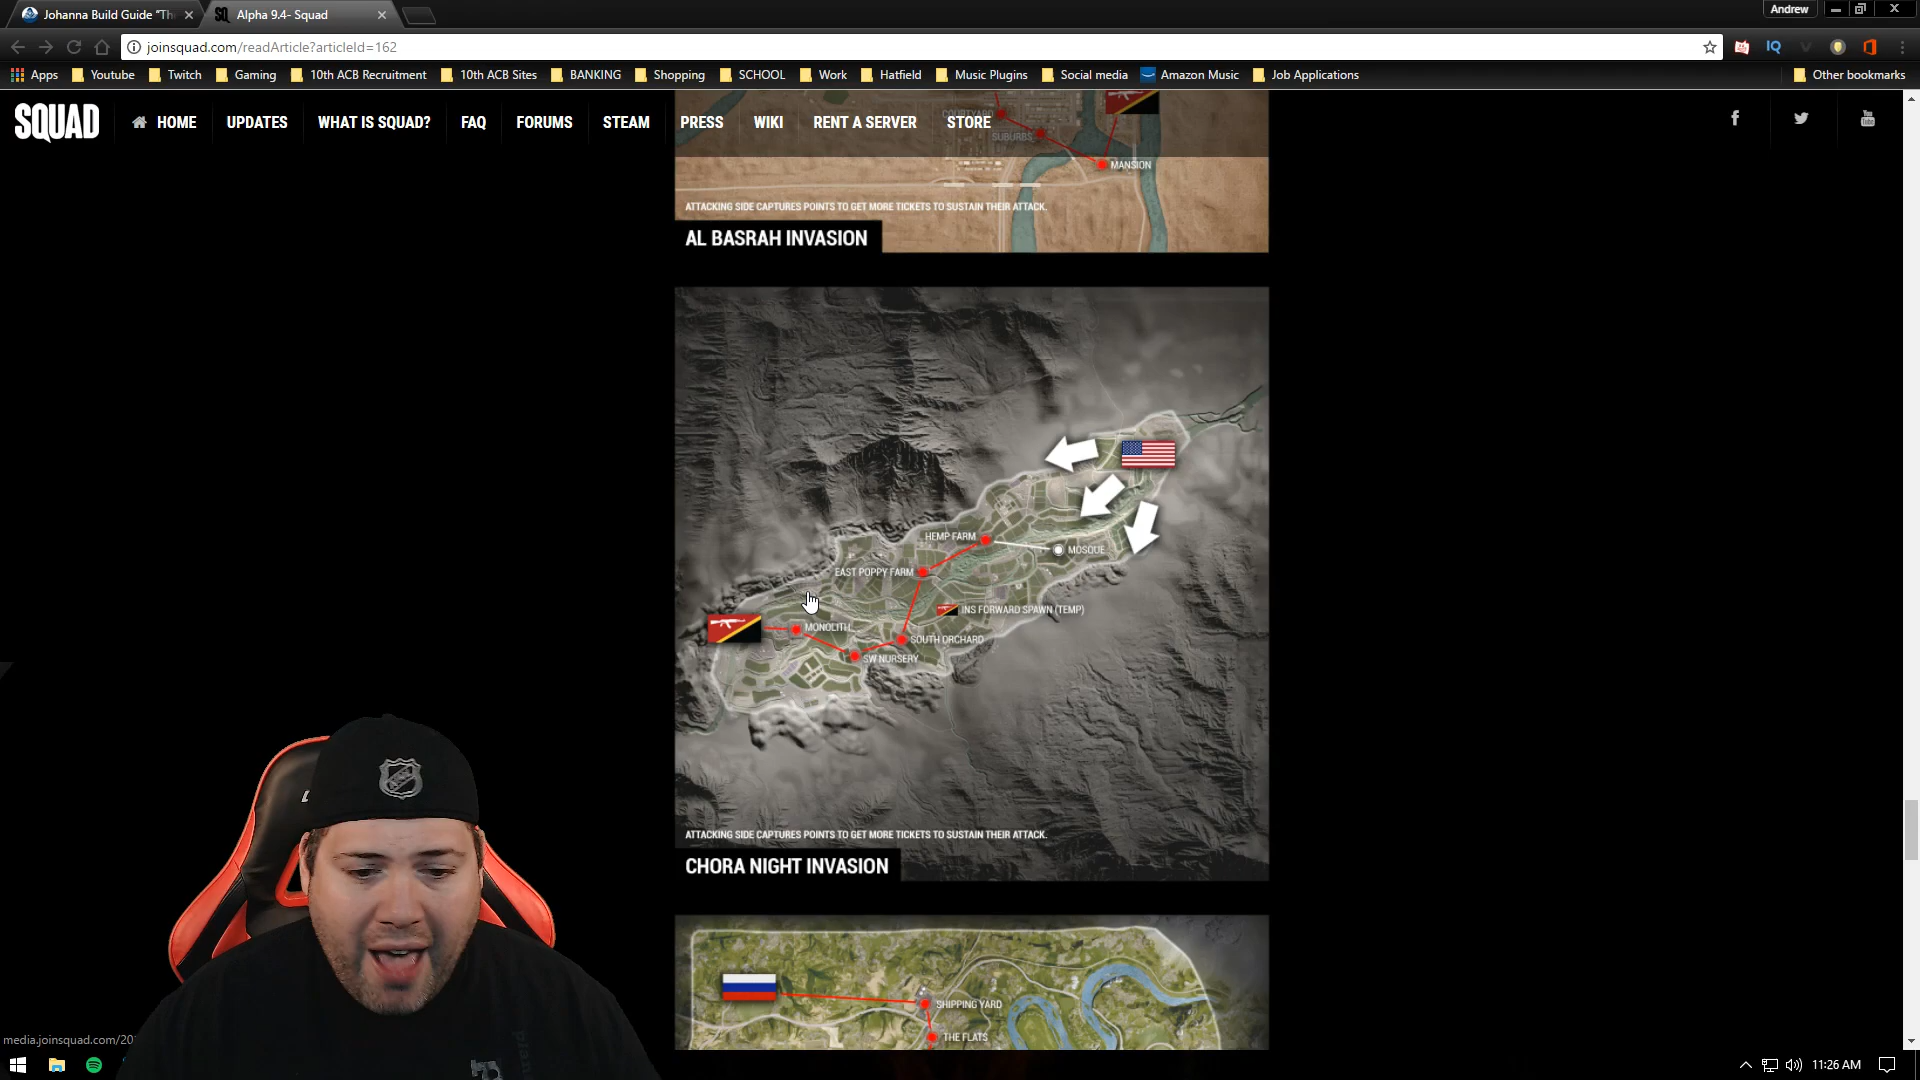 Johanna Build Guide "Th
Alpha 9.4- Squad
Andrew
joinsquad.com/readArticle?articleId=162
IQ
Apps
Youtube
Twitch
Gaming
10th ACB Recruitment
10th ACB Sites
BANKING
Shopping
SCHOOL
Work
Hatfield
Music Plugins
Social media
Amazon Music
Job Applications
Other bookmarks
SQUAD
HOME
UPDATES
WHAT IS SQUAD?
FAQ
FORUMS
STEAM
PRESS
WIKI
RENT A SERVER
STORE
SUBURBS
MANSION
ATTACKING SIDE CAPTURES POINTS TO GET MORE TICKETS TO SUSTAIN THEIR ATTACK.
AL BASRAH INVASION
HEMP FARM
MOSQUE
EAST POPPY FARM
INS FORWARD SPAWN (TEMP)
MONOLITH
SOUTH ORCHARD
SW NURSERY
ATTACKING SIDE CAPTURES POINTS TO GET MORE TICKETS TO SUSTAIN THEIR ATTACK.
CHORA NIGHT INVASION
SHIPPING YARD
THE FLATS
media.joinsquad.com/20
11:26 AM